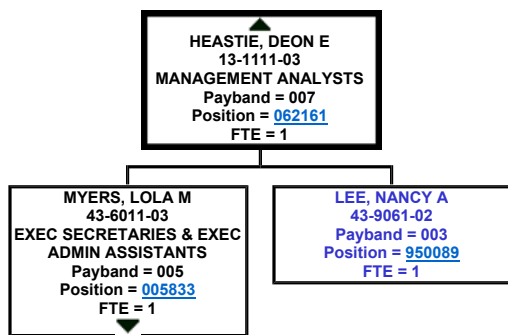 HEASTIE, DEON E
13-1111-03
MANAGEMENT ANALYSTS
Payband = 007
Position = 062161
FTE = 1
MYERS, LOLA M
43-6011-03
EXEC SECRETARIES & EXEC
ADMIN ASSISTANTS
Payband = 005
Position = 005833
FTE = 1
LEE, NANCY A
43-9061-02
Payband = 003
Position = 950089
FTE = 1